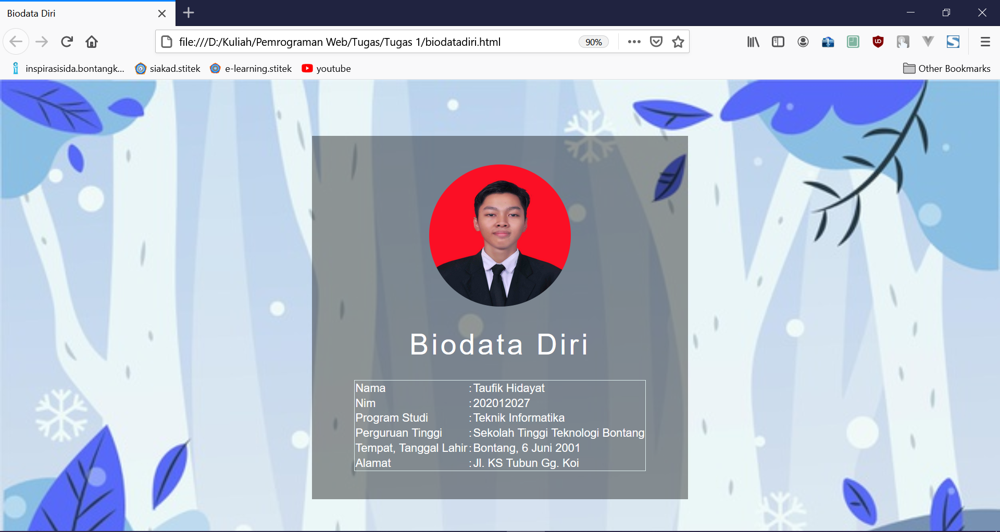 Biodata Diri
file:///D:/Kuliah/Pemrograman Web/Tugas/Tugas 1/biodatadiri.html
90%
inspirasisida.bontangk...
siakad.stitek
e-learning.stitek
youtube
Other Bookmarks
Biodata Diri
Nama : Taufik Hidayat
Nim : 202012027
Program Studi : Teknik Informatika
Perguruan Tinggi : Sekolah Tinggi Teknologi Bontang
Tempat, Tanggal Lahir : Bontang, 6 Juni 2001
Alamat : Jl. KS Tubun Gg. Koi